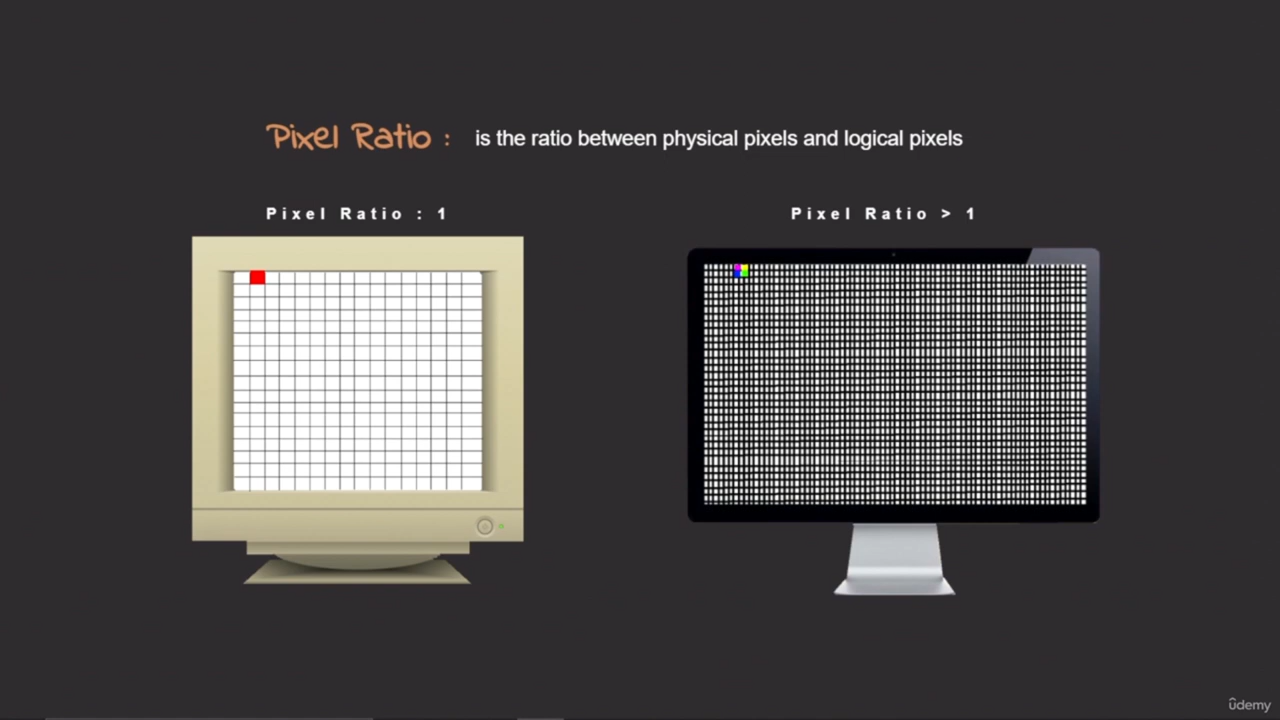 Pixel Ratio : is the ratio between physical pixels and logical pixels
Pixel Ratio : 1
Pixel Ratio > 1
ûdemy